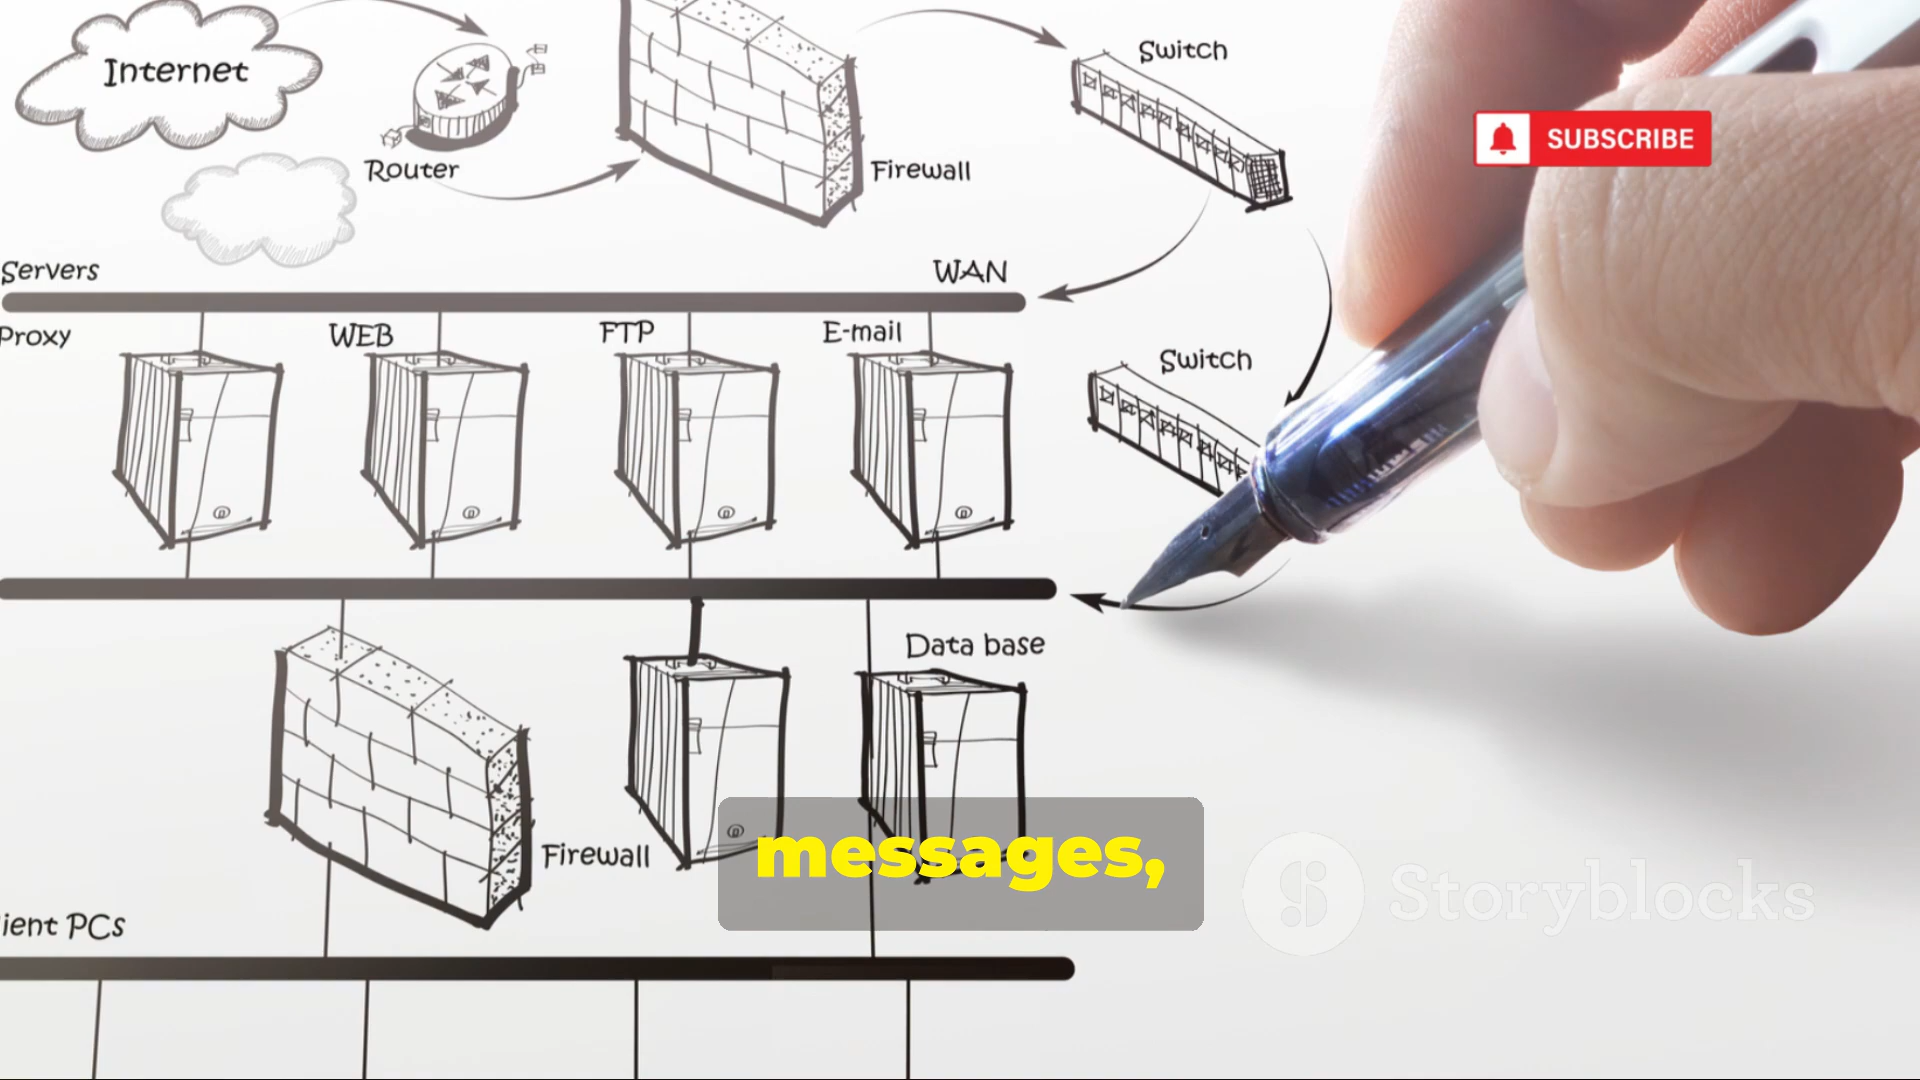 Internet
Router
Firewall
Switch
SUBSCRIBE
Servers
WAN
Proxy
WEB
FTP
E-mail
Switch
Data base
Firewall
messages,
ient PCs
Storyblocks